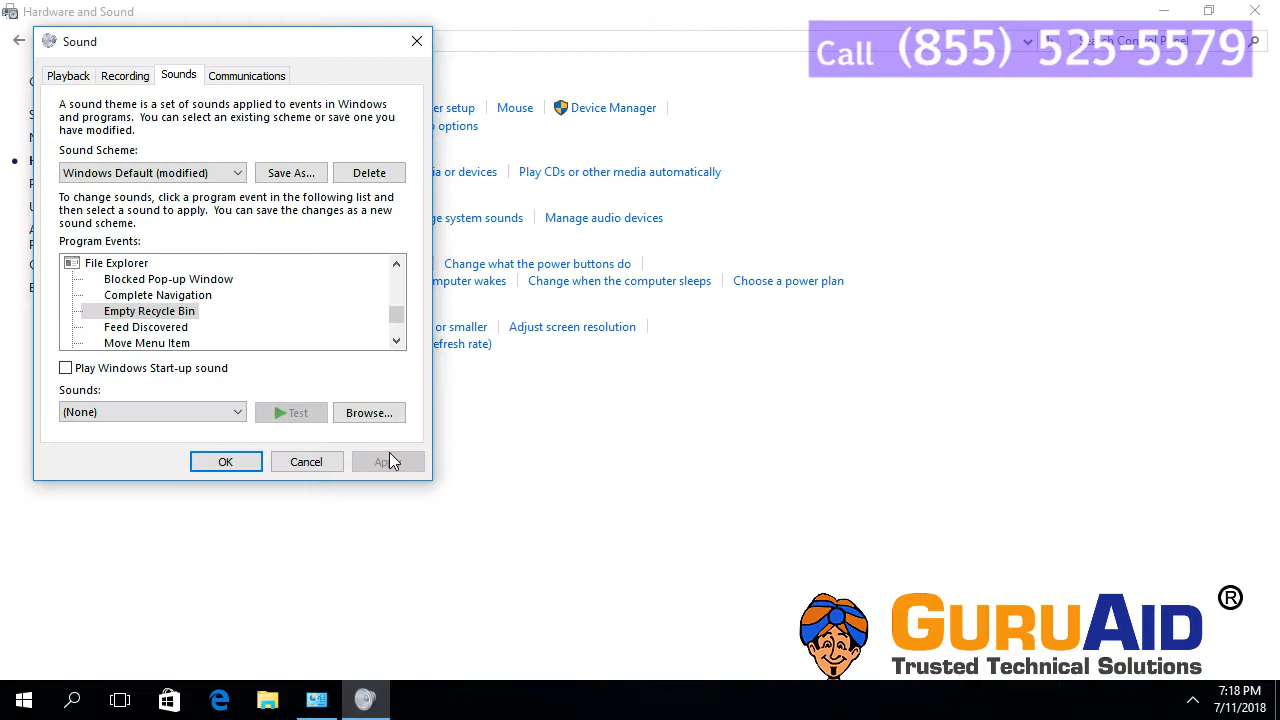 Hardware and Sound
Call (855) 525-5579
Search Control Panel
Sound
Playback
Recording
Sounds
Communications
A sound theme is a set of sounds applied to events in Windows
and programs. You can select an existing scheme or save one you
have modified.
Sound Scheme:
Windows Default (modified)
Save As...
Delete
To change sounds, click a program event in the following list and
then select a sound to apply. You can save the changes as a new
sound scheme.
Program Events:
File Explorer
Blocked Pop-up Window
Complete Navigation
Empty Recycle Bin
Feed Discovered
Move Menu Item
Play Windows Start-up sound
Sounds:
(None)
Test
Browse...
OK
Cancel
er setup
Mouse
Device Manager
options
ia or devices
Play CDs or other media automatically
ge system sounds
Manage audio devices
Change what the power buttons do
mputer wakes
Change when the computer sleeps
Choose a power plan
or smaller
Adjust screen resolution
efresh rate)
GURUAID ®
Trusted Technical Solutions
7:18 PM
7/11/2018